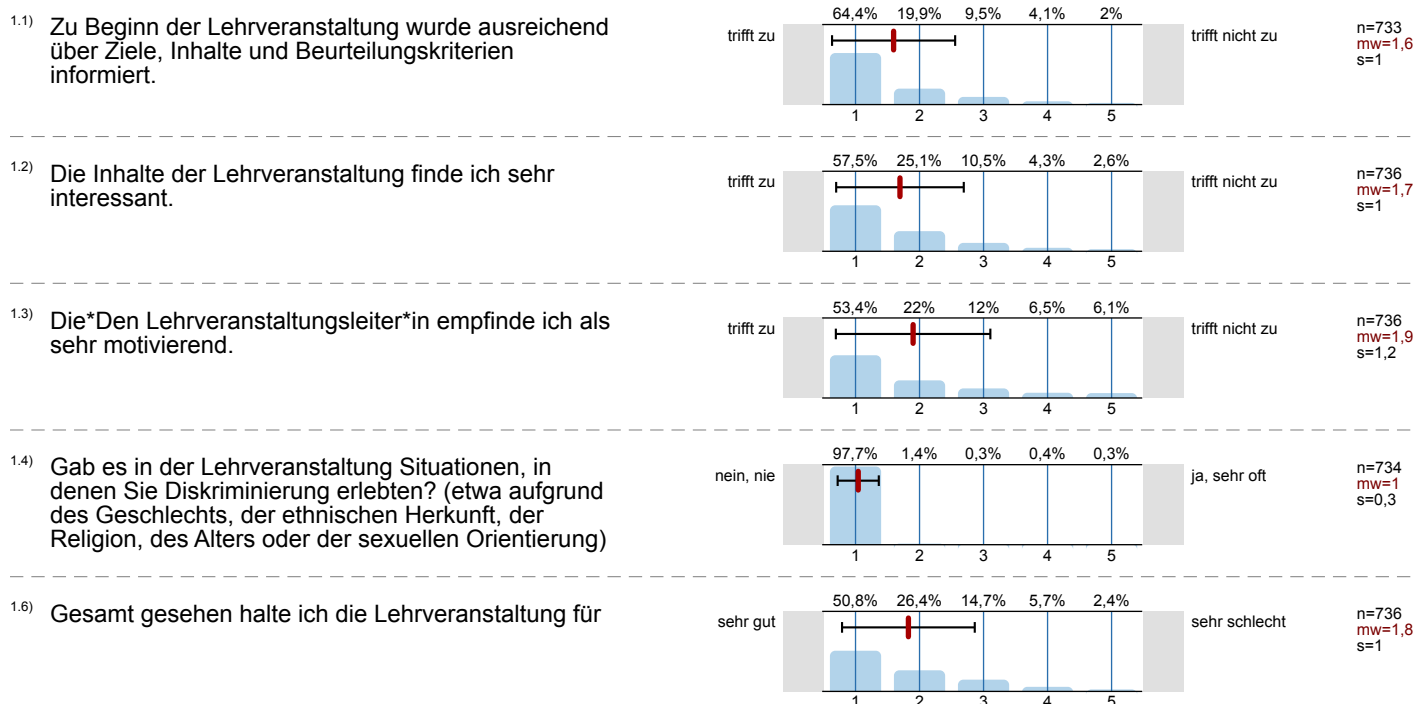 1.1) Zu Beginn der Lehrveranstaltung wurde ausreichend
über Ziele, Inhalte und Beurteilungskriterien
informiert.
trifft zu
64,4% 19,9% 9,5% 4,1% 2%
1 2 3 4 5
trifft nicht zu
n=733
mw=1,6
s=1
1.2) Die Inhalte der Lehrveranstaltung finde ich sehr
interessant.
trifft zu
57,5% 25,1% 10,5% 4,3% 2,6%
1 2 3 4 5
trifft nicht zu
n=736
mw=1,7
s=1
1.3) Die*Den Lehrveranstaltungsleiter*in empfinde ich als
sehr motivierend.
trifft zu
53,4% 22% 12% 6,5% 6,1%
1 2 3 4 5
trifft nicht zu
n=736
mw=1,9
s=1,2
1.4) Gab es in der Lehrveranstaltung Situationen, in
denen Sie Diskriminierung erlebten? (etwa aufgrund
des Geschlechts, der ethnischen Herkunft, der
Religion, des Alters oder der sexuellen Orientierung)
nein, nie
97,7% 1,4% 0,3% 0,4% 0,3%
1 2 3 4 5
ja, sehr oft
n=734
mw=1
s=0,3
1.6) Gesamt gesehen halte ich die Lehrveranstaltung für
sehr gut
50,8% 26,4% 14,7% 5,7% 2,4%
1 2 3 4 5
sehr schlecht
n=736
mw=1,8
s=1